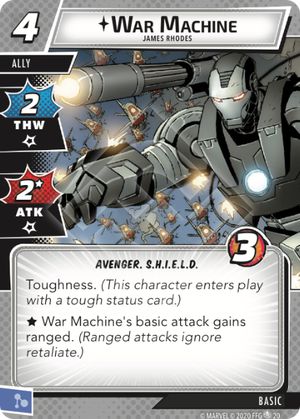 4
War Machine
JAMES RHODES
ALLY
2
THW
2
ATK
3
AVENGER. S.H.I.E.L.D.
Toughness. (This character enters play
with a tough status card.)
★ War Machine's basic attack gains
ranged. (Ranged attacks ignore
retaliate.)
© MARVEL © 2020 FFG 29
BASIC